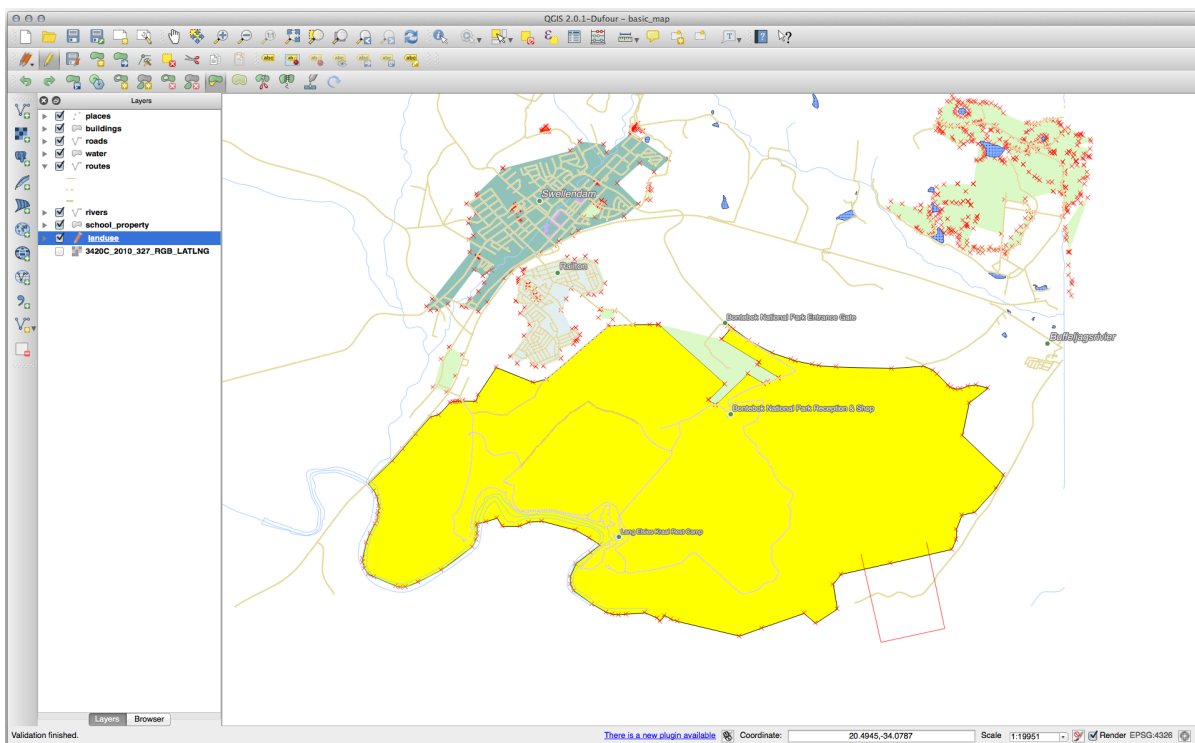 QGIS 2.0.1-Dufour – basic_map
Layers
places
buildings
roads
water
routes
rivers
school_property
landuse
3420C_2010_327_RGB_LATLNG
Swellendam
Railton
Bontebok National Park Entrance Gate
Buffeljagsrivier
Bontebok National Park Reception & Shop
Lang Elsies Kraal Rest Camp
Layers Browser
Validation finished. There is a new plugin available Coordinate: 20.4945,-34.0787 Scale 1:19951 Render EPSG:4326